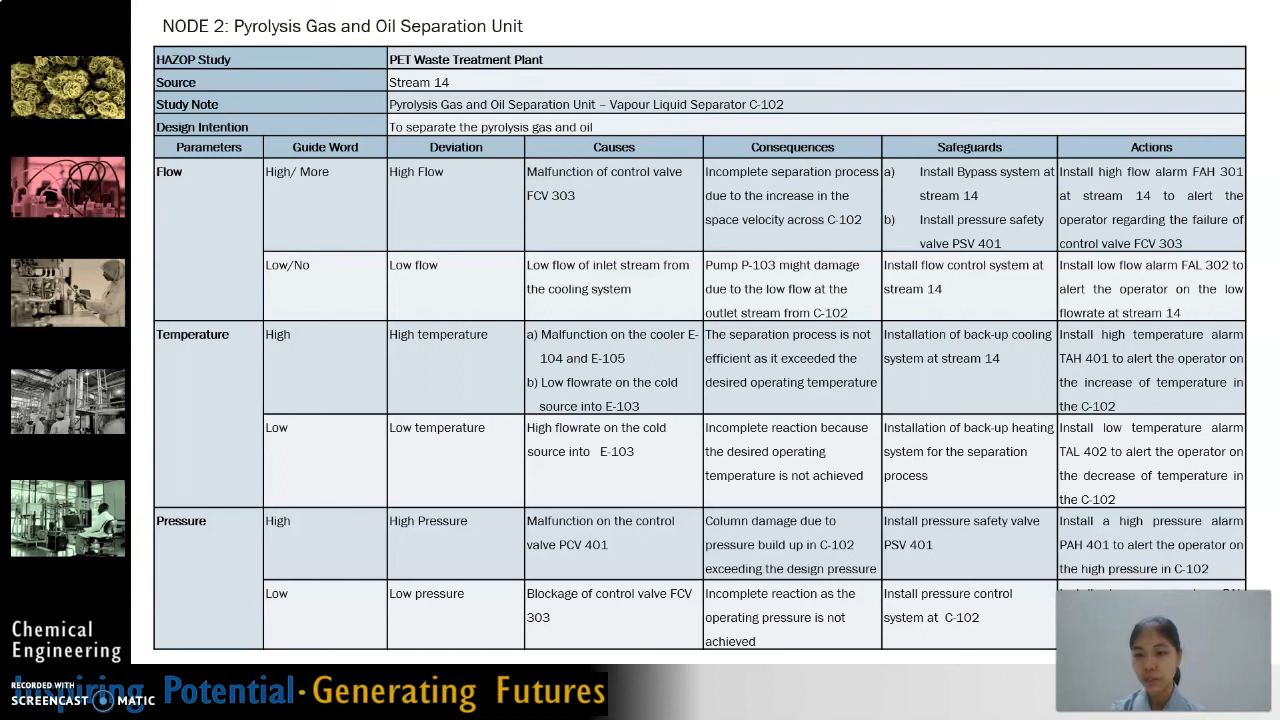 NODE 2: Pyrolysis Gas and Oil Separation Unit
HAZOP Study PET Waste Treatment Plant
Source Stream 14
Study Note Pyrolysis Gas and Oil Separation Unit – Vapour Liquid Separator C-102
Design Intention To separate the pyrolysis gas and oil
Parameters Guide Word Deviation Causes Consequences Safeguards Actions
Flow
High/ More
High Flow
Malfunction of control valve
FCV 303
Incomplete separation process
due to the increase in the
space velocity across C-102
a) Install Bypass system at
stream 14
b) Install pressure safety
valve PSV 401
Install high flow alarm FAH 301
at stream 14 to alert the
operator regarding the failure of
control valve FCV 303
Low/No
Low flow
Low flow of inlet stream from
the cooling system
Pump P-103 might damage
due to the low flow at the
outlet stream from C-102
Install flow control system at
stream 14
Install low flow alarm FAL 302 to
alert the operator on the low
flowrate at stream 14
Temperature
High
High temperature
a) Malfunction on the cooler E-
104 and E-105
b) Low flowrate on the cold
source into E-103
The separation process is not
efficient as it exceeded the
desired operating temperature
Installation of back-up cooling
system at stream 14
Install high temperature alarm
TAH 401 to alert the operator on
the increase of temperature in
the C-102
Low
Low temperature
High flowrate on the cold
source into E-103
Incomplete reaction because
the desired operating
temperature is not achieved
Installation of back-up heating
system for the separation
process
Install low temperature alarm
TAL 402 to alert the operator on
the decrease of temperature in
the C-102
Pressure
High
High Pressure
Malfunction on the control
valve PCV 401
Column damage due to
pressure build up in C-102
exceeding the design pressure
Install pressure safety valve
PSV 401
Install a high pressure alarm
PAH 401 to alert the operator on
the high pressure in C-102
Low
Low pressure
Blockage of control valve FCV
303
Incomplete reaction as the
operating pressure is not
achieved
Install pressure control
system at C-102
Chemical
Engineering
Inspiring Potential · Generating Futures
RECORDED WITH
SCREENCAST MATIC